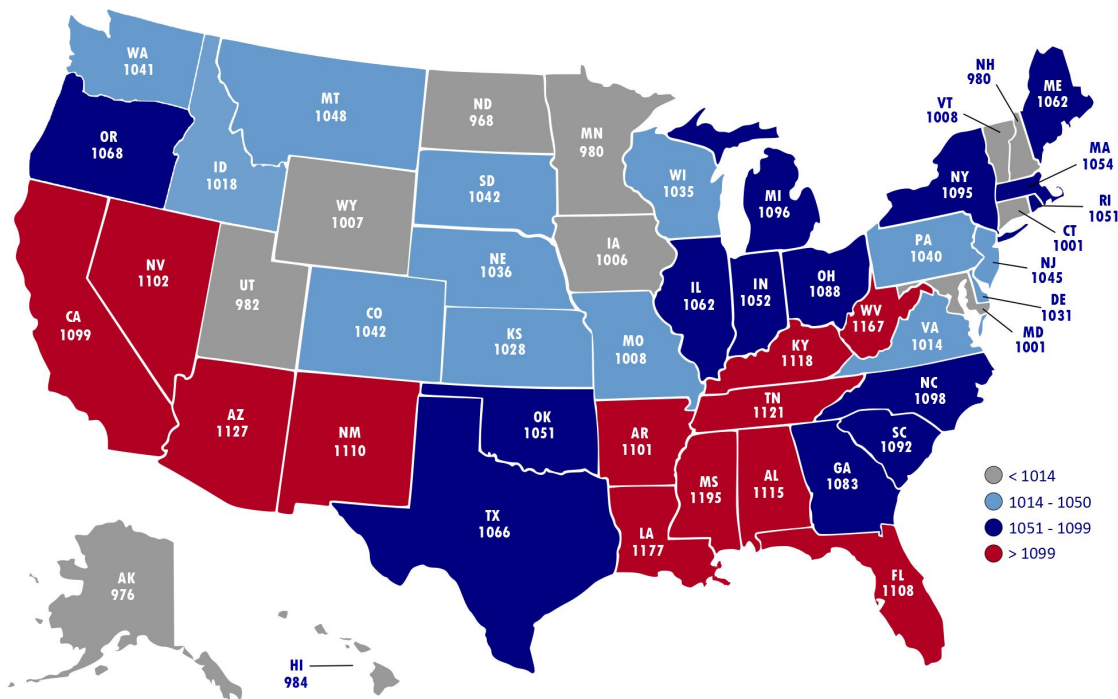 WA
1041
OR
1068
CA
1099
NV
1102
ID
1018
MT
1048
WY
1007
UT
982
AZ
1127
NM
1110
CO
1042
ND
968
SD
1042
NE
1036
KS
1028
OK
1051
TX
1066
MN
980
IA
1006
MO
1008
AR
1101
LA
1177
WI
1035
IL
1062
MI
1096
IN
1052
OH
1088
KY
1118
TN
1121
MS
1195
AL
1115
GA
1083
FL
1108
SC
1092
NC
1098
VA
1014
WV
1167
PA
1040
NY
1095
VT
1008
NH
980
ME
1062
MA
1054
RI
1051
CT
1001
NJ
1045
DE
1031
MD
1001
AK
976
HI
984
< 1014
1014 - 1050
1051 - 1099
> 1099